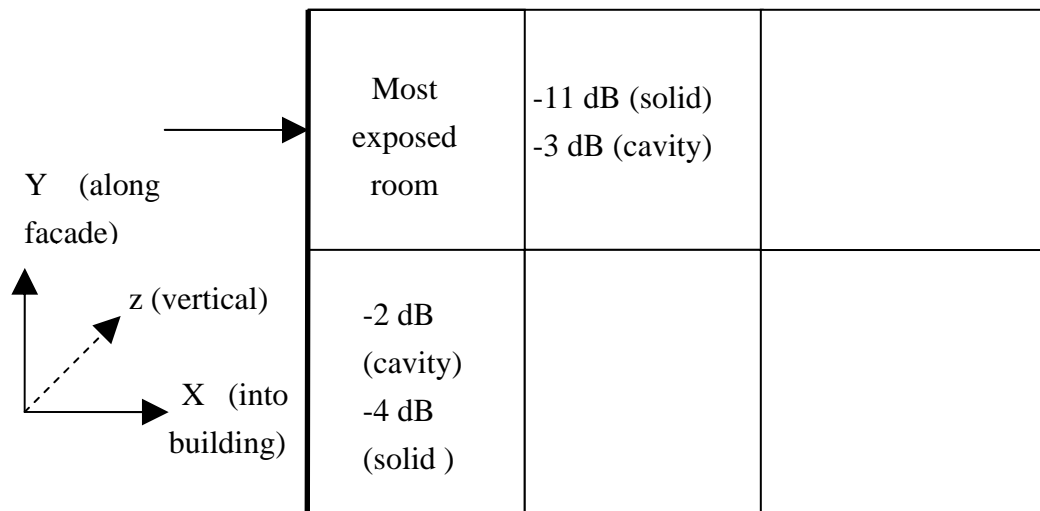 Most
exposed
room
-11 dB (solid)
-3 dB (cavity)
Y (along
facade)
z (vertical)
X (into
building)
-2 dB
(cavity)
-4 dB
(solid )